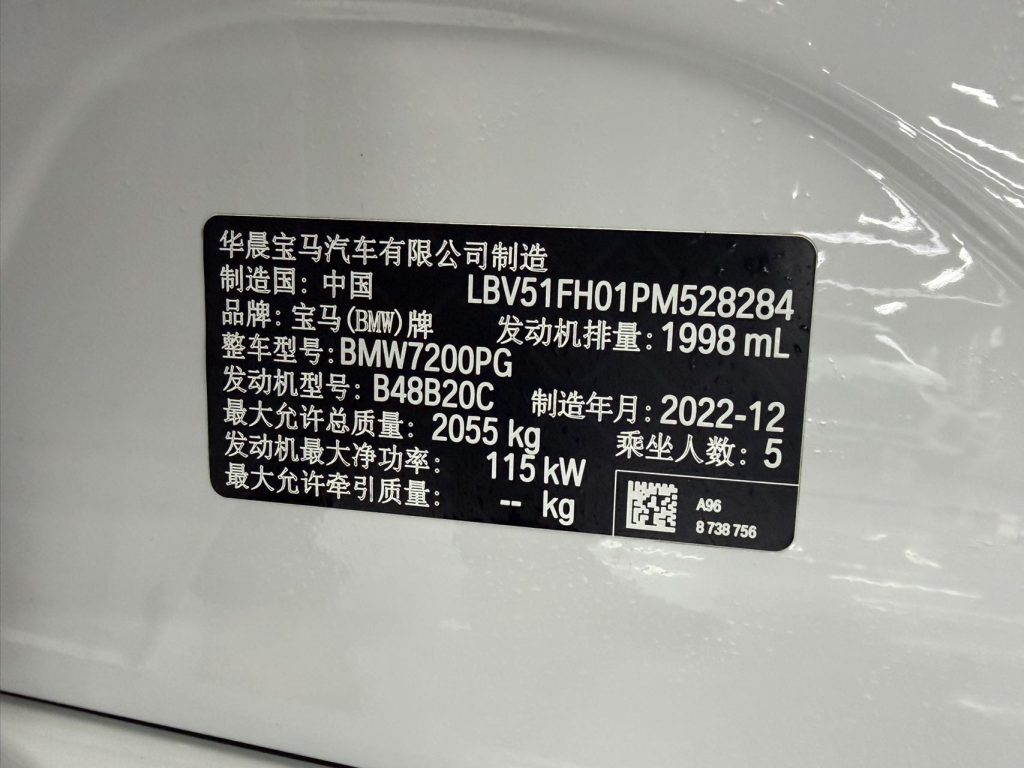 华晨宝马汽车有限公司制造
制造国: 中国 LBV51FH01PM528284
品牌: 宝马(BMW)牌 发动机排量: 1998 mL
整车型号: BMW7200PG
发动机型号: B48B20C 制造年月: 2022-12
最大允许总质量: 2055 kg 乘坐人数: 5
发动机最大净功率: 115 kW
最大允许牵引质量: -- kg
A96
8 738 756